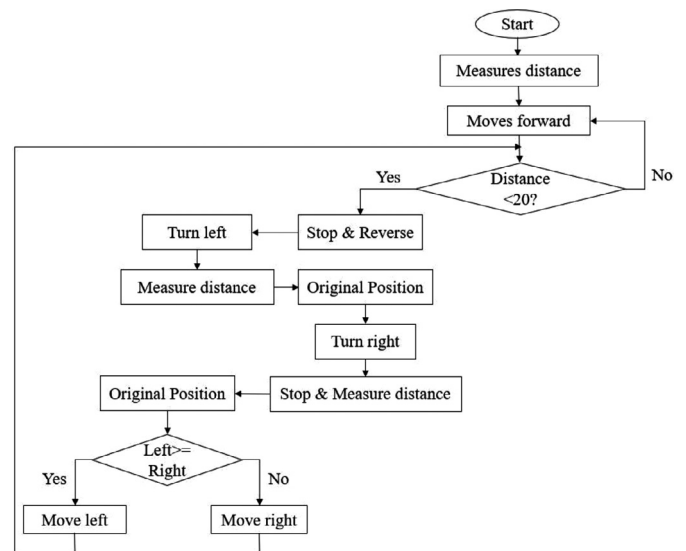 Start
Measures distance
Moves forward
No
Distance
<20?
Yes
Turn left
Stop & Reverse
Measure distance
Original Position
Turn right
Original Position
Stop & Measure distance
Left>=
Right
Yes
No
Move left
Move right